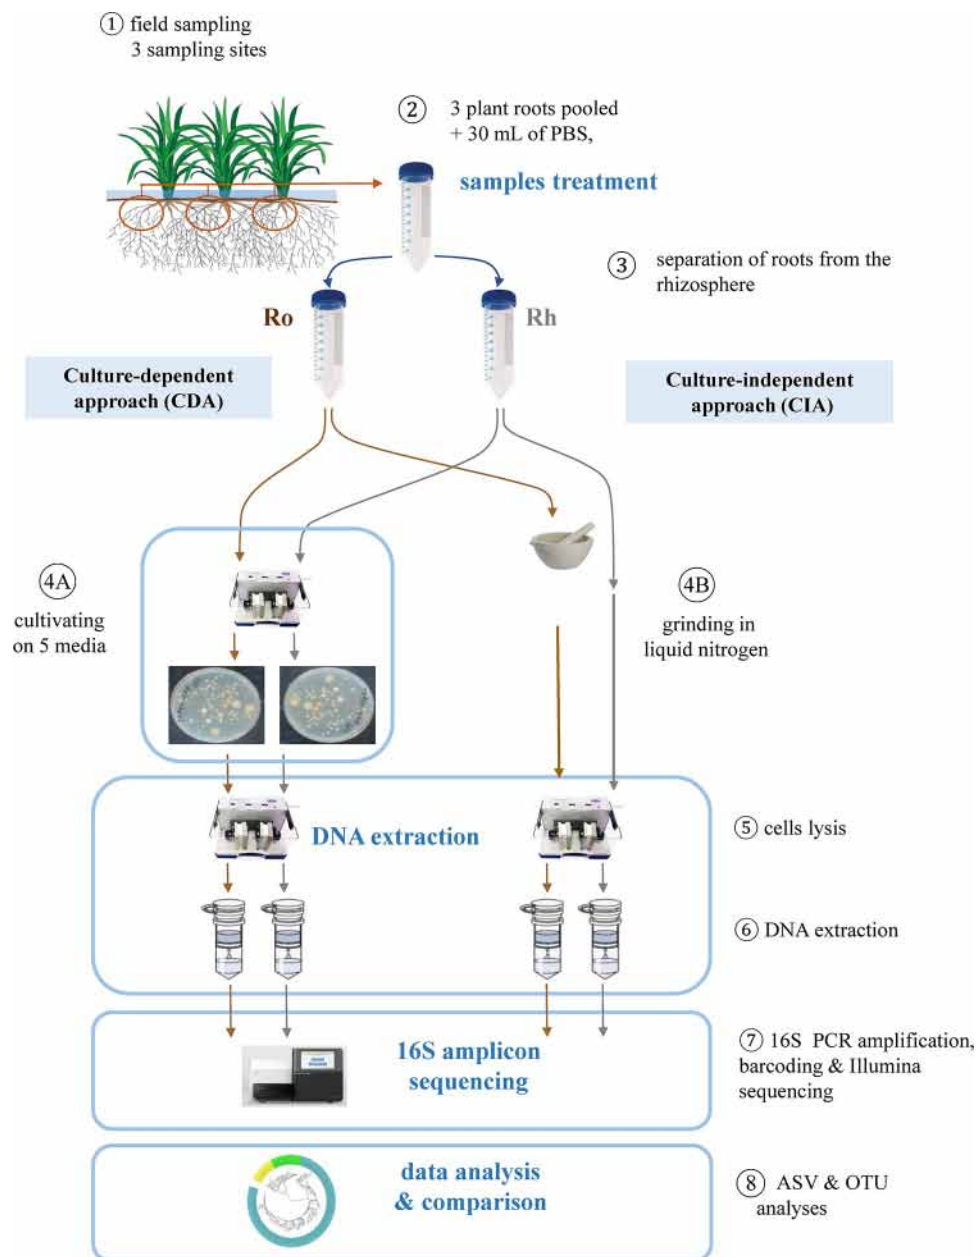 ① field sampling
3 sampling sites
② 3 plant roots pooled
+ 30 mL of PBS,
samples treatment
③ separation of roots from the
rhizosphere
Ro
Rh
Culture-dependent
approach (CDA)
Culture-independent
approach (CIA)
4A
cultivating
on 5 media
4B
grinding in
liquid nitrogen
DNA extraction
⑤ cells lysis
⑥ DNA extraction
16S amplicon
sequencing
⑦ 16S PCR amplification,
barcoding & Illumina
sequencing
data analysis
& comparison
⑧ ASV & OTU
analyses